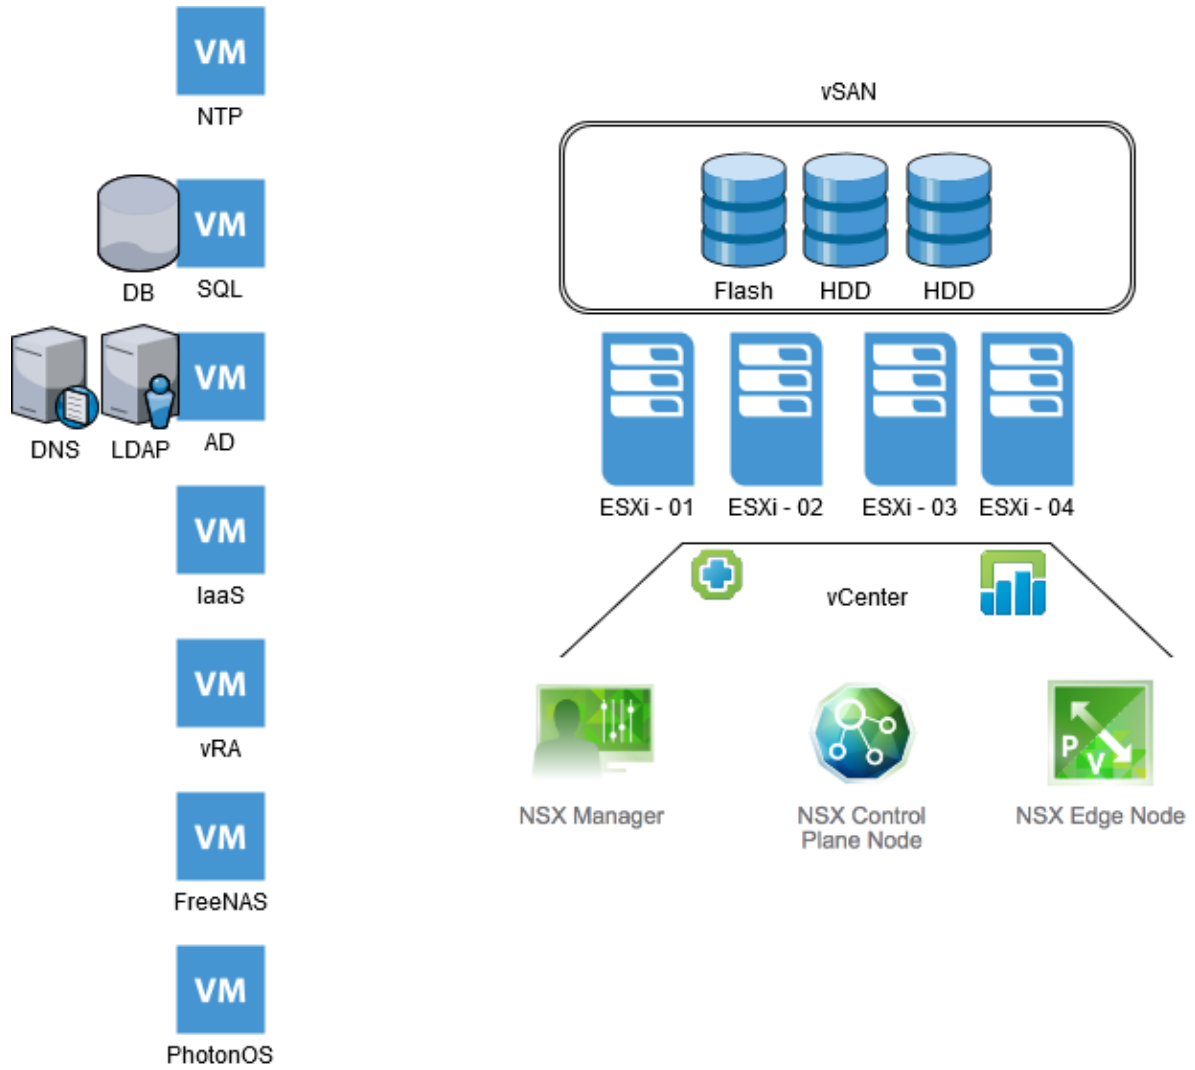 VM
NTP
VM
DB
SQL
VM
DNS
LDAP
AD
VM
IaaS
VM
vRA
VM
FreeNAS
VM
PhotonOS
vSAN
Flash
HDD
HDD
ESXi - 01
ESXi - 02
ESXi - 03
ESXi - 04
vCenter
P
V
NSX Manager
NSX Control
Plane Node
NSX Edge Node